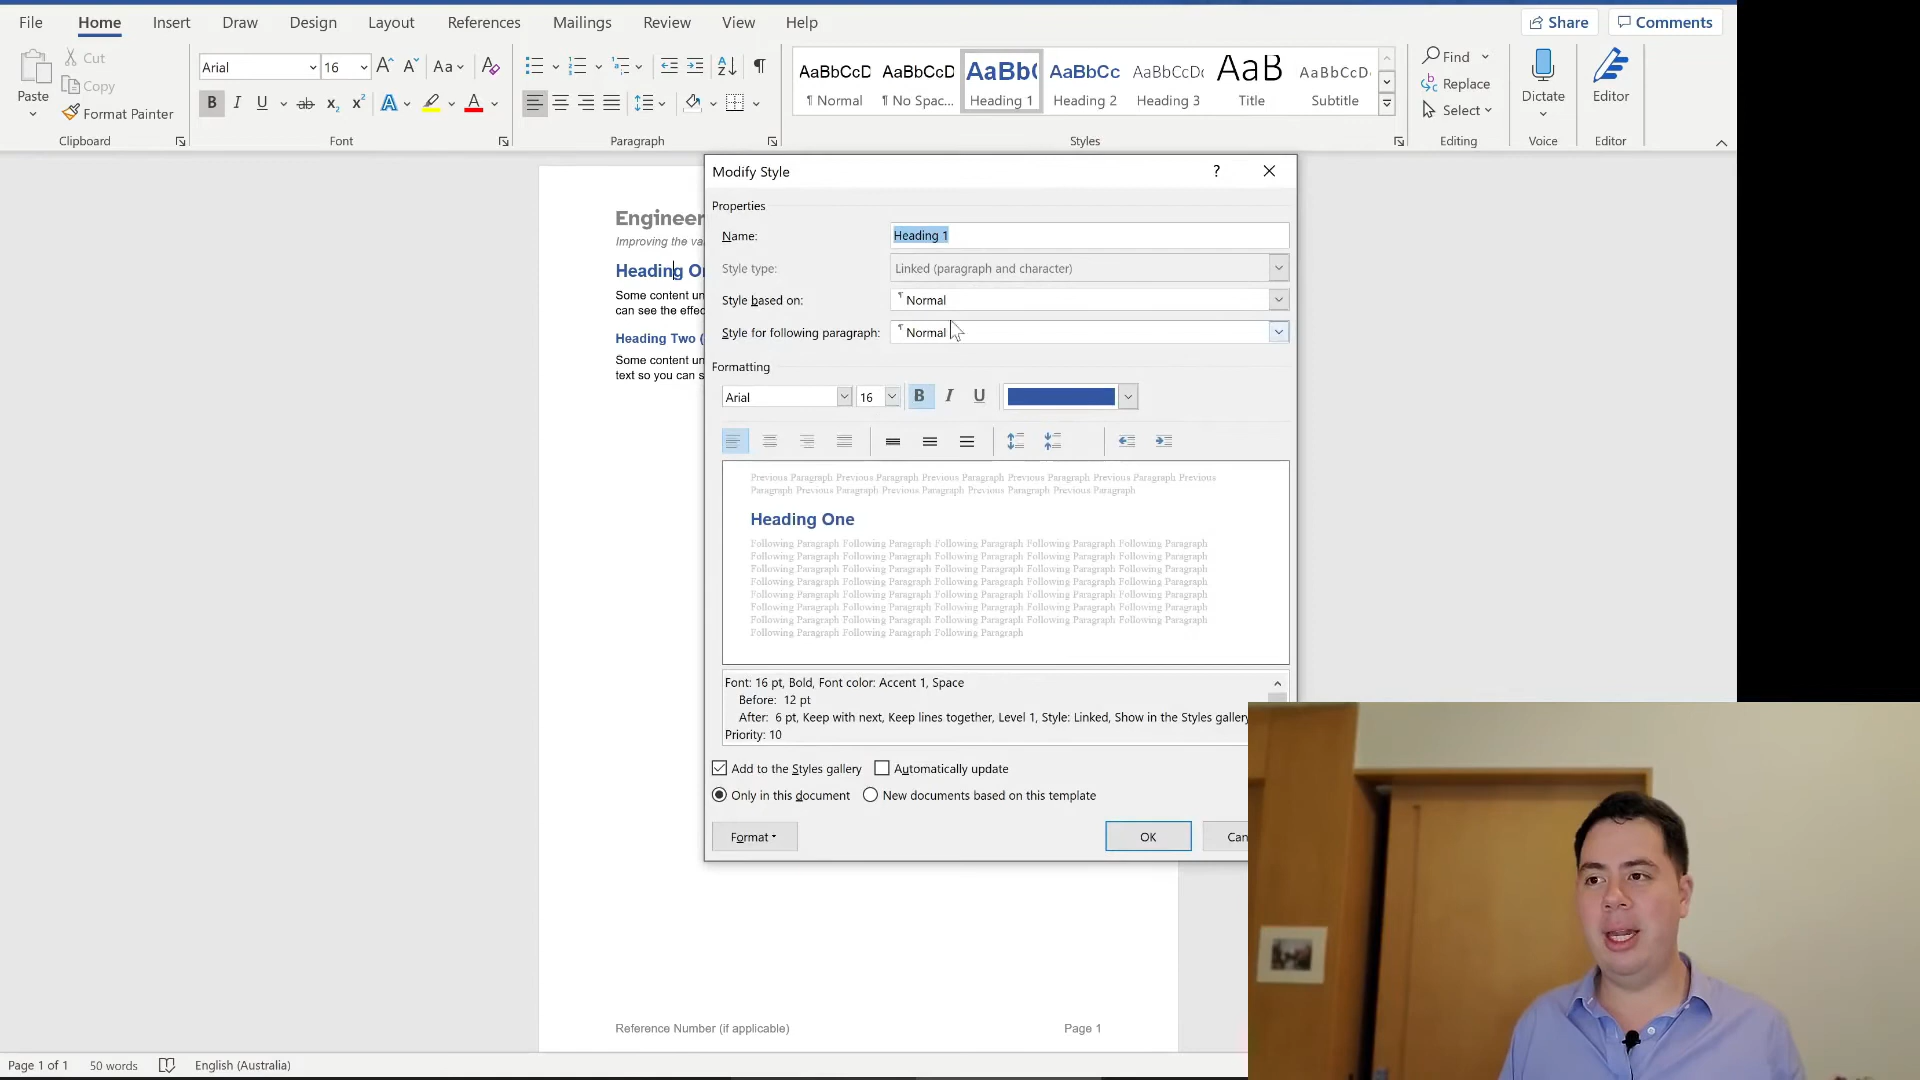 File Home Insert Draw Design Layout References Mailings Review View Help Share Comments
Paste Cut Copy Format Painter
Clipboard
Arial 16 Aa
B I U ab x₂ x² A A
Font
Paragraph
AaBbCcD AaBbCcD AaBb( AaBbCc AaBbCcD AaB AaBbCcD
¶ Normal ¶ No Spac... Heading 1 Heading 2 Heading 3 Title Subtitle
Styles
Find
Replace
Select
Editing
Dictate
Voice
Editor
Editor
Engineer
Improving the va
Heading O
Some content un
can see the effec
Heading Two (
Some content un
text so you can s
Reference Number (if applicable) Page 1
Modify Style ?
Properties
Name: Heading 1
Style type: Linked (paragraph and character)
Style based on: ¶ Normal
Style for following paragraph: ¶ Normal
Formatting
Arial 16 B I U
Previous Paragraph Previous Paragraph Previous Paragraph Previous Paragraph Previous Paragraph Previous
Paragraph Previous Paragraph Previous Paragraph Previous Paragraph Previous Paragraph
Heading One
Following Paragraph Following Paragraph Following Paragraph Following Paragraph Following Paragraph
Following Paragraph Following Paragraph Following Paragraph Following Paragraph Following Paragraph
Following Paragraph Following Paragraph Following Paragraph Following Paragraph Following Paragraph
Following Paragraph Following Paragraph Following Paragraph Following Paragraph Following Paragraph
Following Paragraph Following Paragraph Following Paragraph Following Paragraph Following Paragraph
Following Paragraph Following Paragraph Following Paragraph Following Paragraph Following Paragraph
Following Paragraph Following Paragraph Following Paragraph Following Paragraph Following Paragraph
Following Paragraph Following Paragraph Following Paragraph
Font: 16 pt, Bold, Font color: Accent 1, Space
Before: 12 pt
After: 6 pt, Keep with next, Keep lines together, Level 1, Style: Linked, Show in the Styles gallery
Priority: 10
Add to the Styles gallery Automatically update
Only in this document New documents based on this template
Format OK Can
Page 1 of 1 50 words English (Australia)